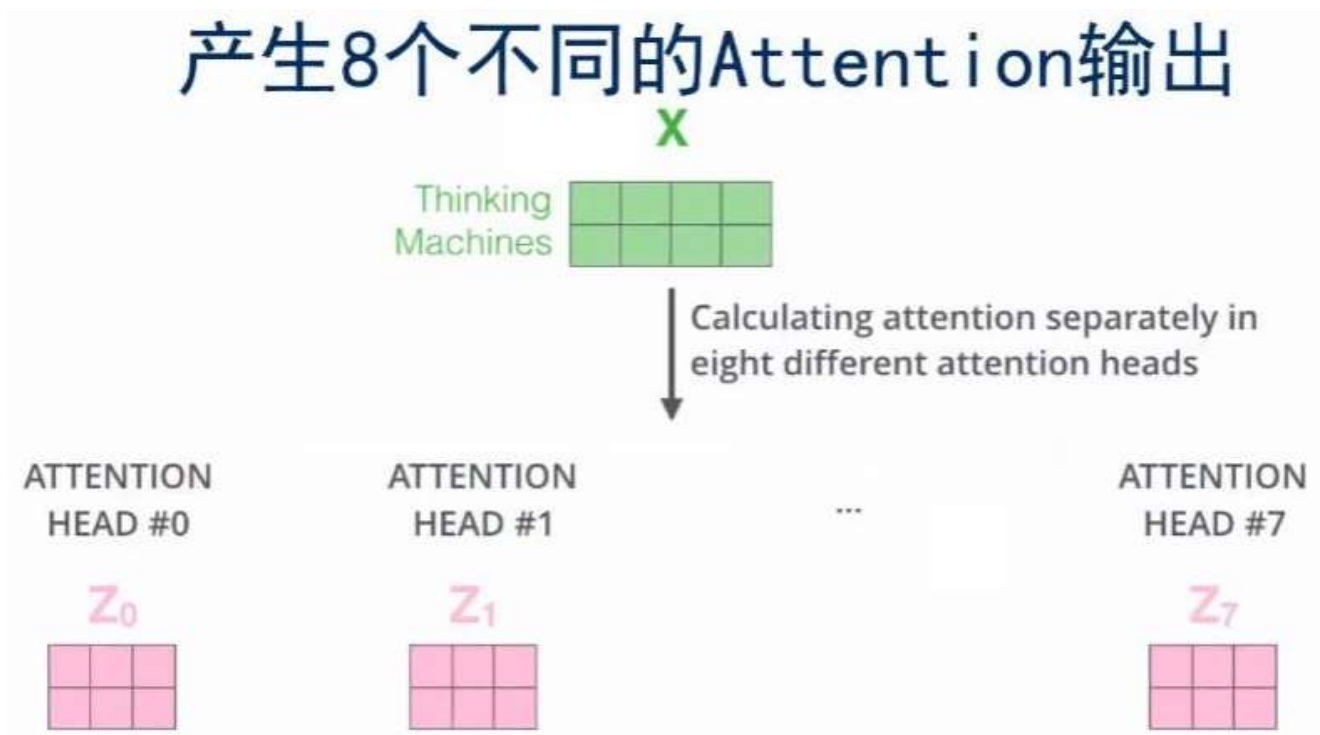 产生8个不同的Attention输出
X
Thinking
Machines
Calculating attention separately in
eight different attention heads
ATTENTION
HEAD #0
ATTENTION
HEAD #1
...
ATTENTION
HEAD #7
Z0
Z1
Z7